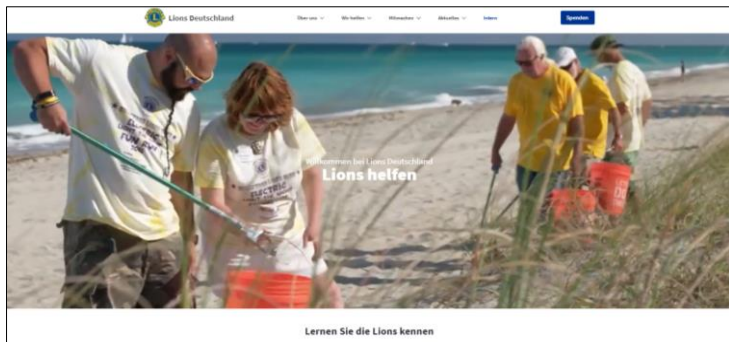 Lions Deutschland
Über uns
Wir helfen
Mitmachen
Aktuelles
Intern
Spenden
Willkommen bei Lions Deutschland
Lions helfen
ELECTRIC
Lernen Sie die Lions kennen